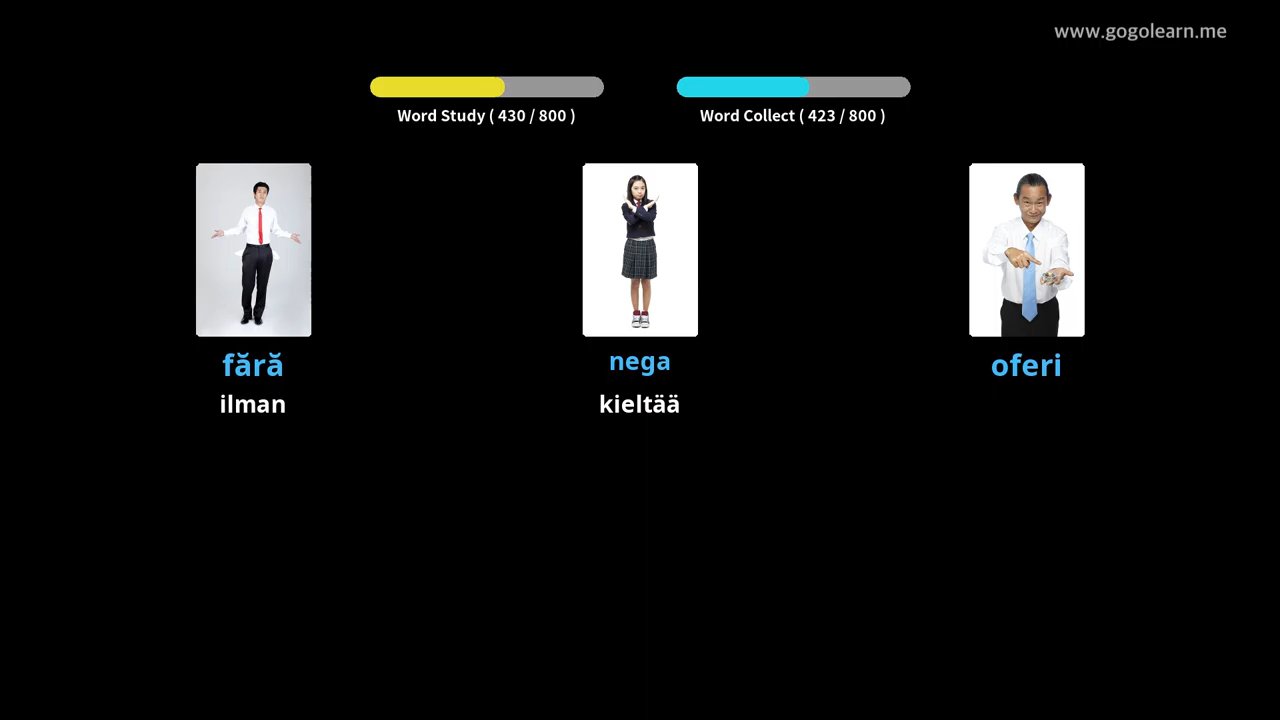 www.gogolearn.me
Word Study ( 430 / 800 )
Word Collect ( 423 / 800 )
fără
nega
oferi
ilman
kieltää